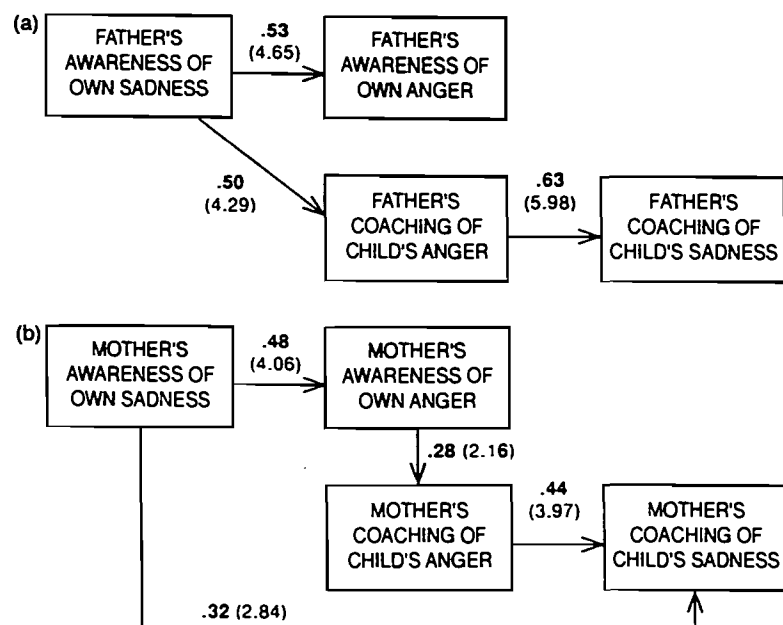 (a)
FATHER'S
AWARENESS OF
OWN SADNESS
.53
(4.65)
FATHER'S
AWARENESS OF
OWN ANGER
.50
(4.29)
FATHER'S
COACHING OF
CHILD'S ANGER
.63
(5.98)
FATHER'S
COACHING OF
CHILD'S SADNESS
(b)
MOTHER'S
AWARENESS OF
OWN SADNESS
.48
(4.06)
MOTHER'S
AWARENESS OF
OWN ANGER
.28 (2.16)
MOTHER'S
COACHING OF
CHILD'S ANGER
.44
(3.97)
MOTHER'S
COACHING OF
CHILD'S SADNESS
.32 (2.84)